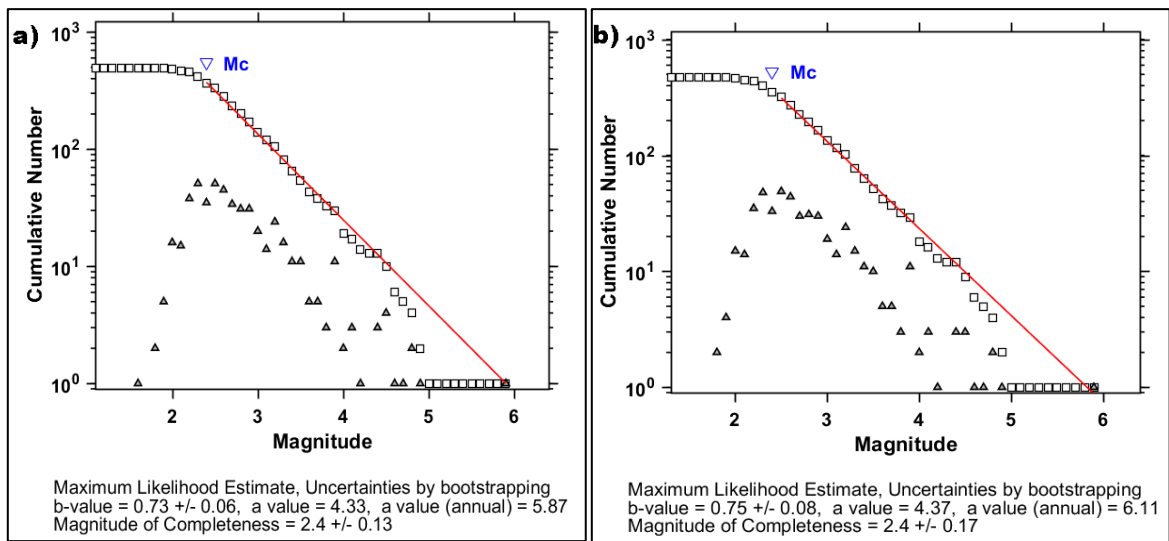 a)
10³
10²
10¹
10⁰
Cumulative Number
Mc
2 3 4 5 6
Magnitude
Maximum Likelihood Estimate, Uncertainties by bootstrapping
b-value = 0.73 +/- 0.06, a value = 4.33, a value (annual) = 5.87
Magnitude of Completeness = 2.4 +/- 0.13
b)
10³
10²
10¹
10⁰
Cumulative Number
Mc
2 3 4 5 6
Magnitude
Maximum Likelihood Estimate, Uncertainties by bootstrapping
b-value = 0.75 +/- 0.08, a value = 4.37, a value (annual) = 6.11
Magnitude of Completeness = 2.4 +/- 0.17